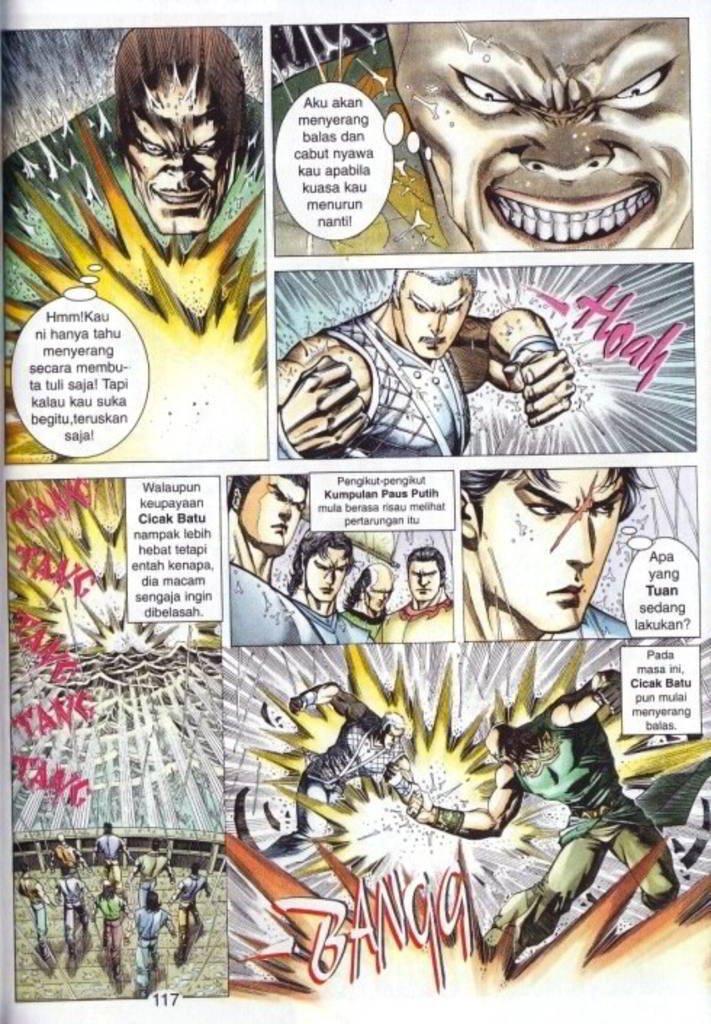 Hmm!Kau
ni hanya tahu
menyerang
secara membu-
ta tuli saja! Tapi
kalau kau suka
begitu,teruskan
saja!
Aku akan
menyerang
balas dan
cabut nyawa
kau apabila
kuasa kau
menurun
nanti!
Hoah
TANG
TANG
TANG
TANG
TANG
Walaupun
keupayaan
Cicak Batu
nampak lebih
hebat tetapi
entah kenapa,
dia macam
sengaja ingin
dibelasah.
Pengikut-pengikut
Kumpulan Paus Putih
mula berasa risau melihat
pertarungan itu
Apa
yang
Tuan
sedang
lakukan?
Pada
masa ini,
Cicak Batu
pun mulai
menyerang
balas.
BANGG
117